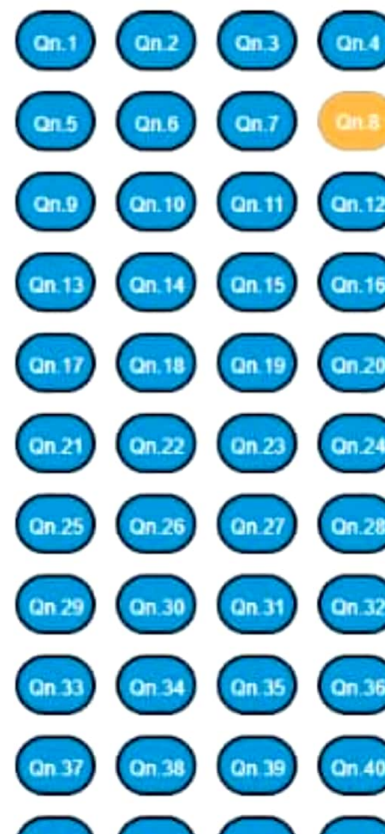 Qn.1 Qn.2 Qn.3 Qn.4
Qn.5 Qn.6 Qn.7 Qn.8
Qn.9 Qn.10 Qn.11 Qn.12
Qn.13 Qn.14 Qn.15 Qn.16
Qn.17 Qn.18 Qn.19 Qn.20
Qn.21 Qn.22 Qn.23 Qn.24
Qn.25 Qn.26 Qn.27 Qn.28
Qn.29 Qn.30 Qn.31 Qn.32
Qn.33 Qn.34 Qn.35 Qn.36
Qn.37 Qn.38 Qn.39 Qn.40